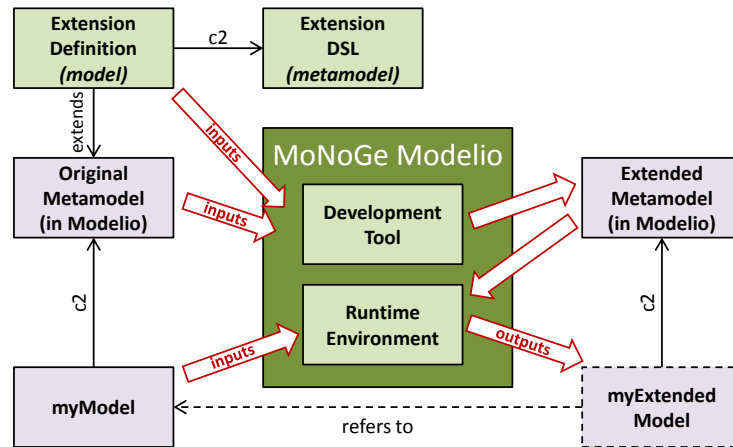 Extension
Definition
(model)
c2
Extension
DSL
(metamodel)
extends
inputs
MoNoGe Modelio
Original
Metamodel
(in Modelio)
inputs
Development
Tool
Extended
Metamodel
(in Modelio)
c2
Runtime
Environment
c2
inputs
outputs
myModel
refers to
myExtended
Model